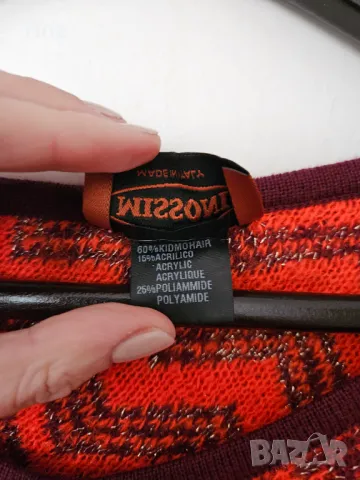 MADE IN ITALY
MISSONI
60%KIDMOHAIR
15%ACRILICO
ACRYLIC
ACRYLIQUE
25%POLIAMMIDE
POLYAMIDE
BAZAR